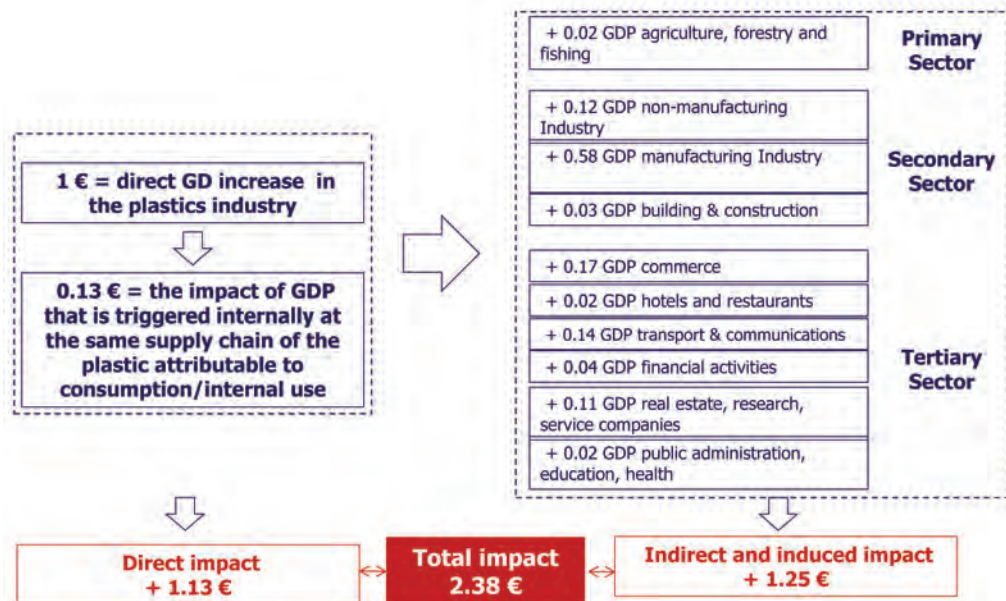 1 € = direct GD increase in
the plastics industry
0.13 € = the impact of GDP
that is triggered internally at
the same supply chain of the
plastic attributable to
consumption/internal use
+ 0.02 GDP agriculture, forestry and
fishing
Primary
Sector
+ 0.12 GDP non-manufacturing
Industry
+ 0.58 GDP manufacturing Industry
+ 0.03 GDP building & construction
Secondary
Sector
+ 0.17 GDP commerce
+ 0.02 GDP hotels and restaurants
+ 0.14 GDP transport & communications
+ 0.04 GDP financial activities
+ 0.11 GDP real estate, research,
service companies
+ 0.02 GDP public administration,
education, health
Tertiary
Sector
Direct impact
+ 1.13 €
Total impact
2.38 €
Indirect and induced impact
+ 1.25 €